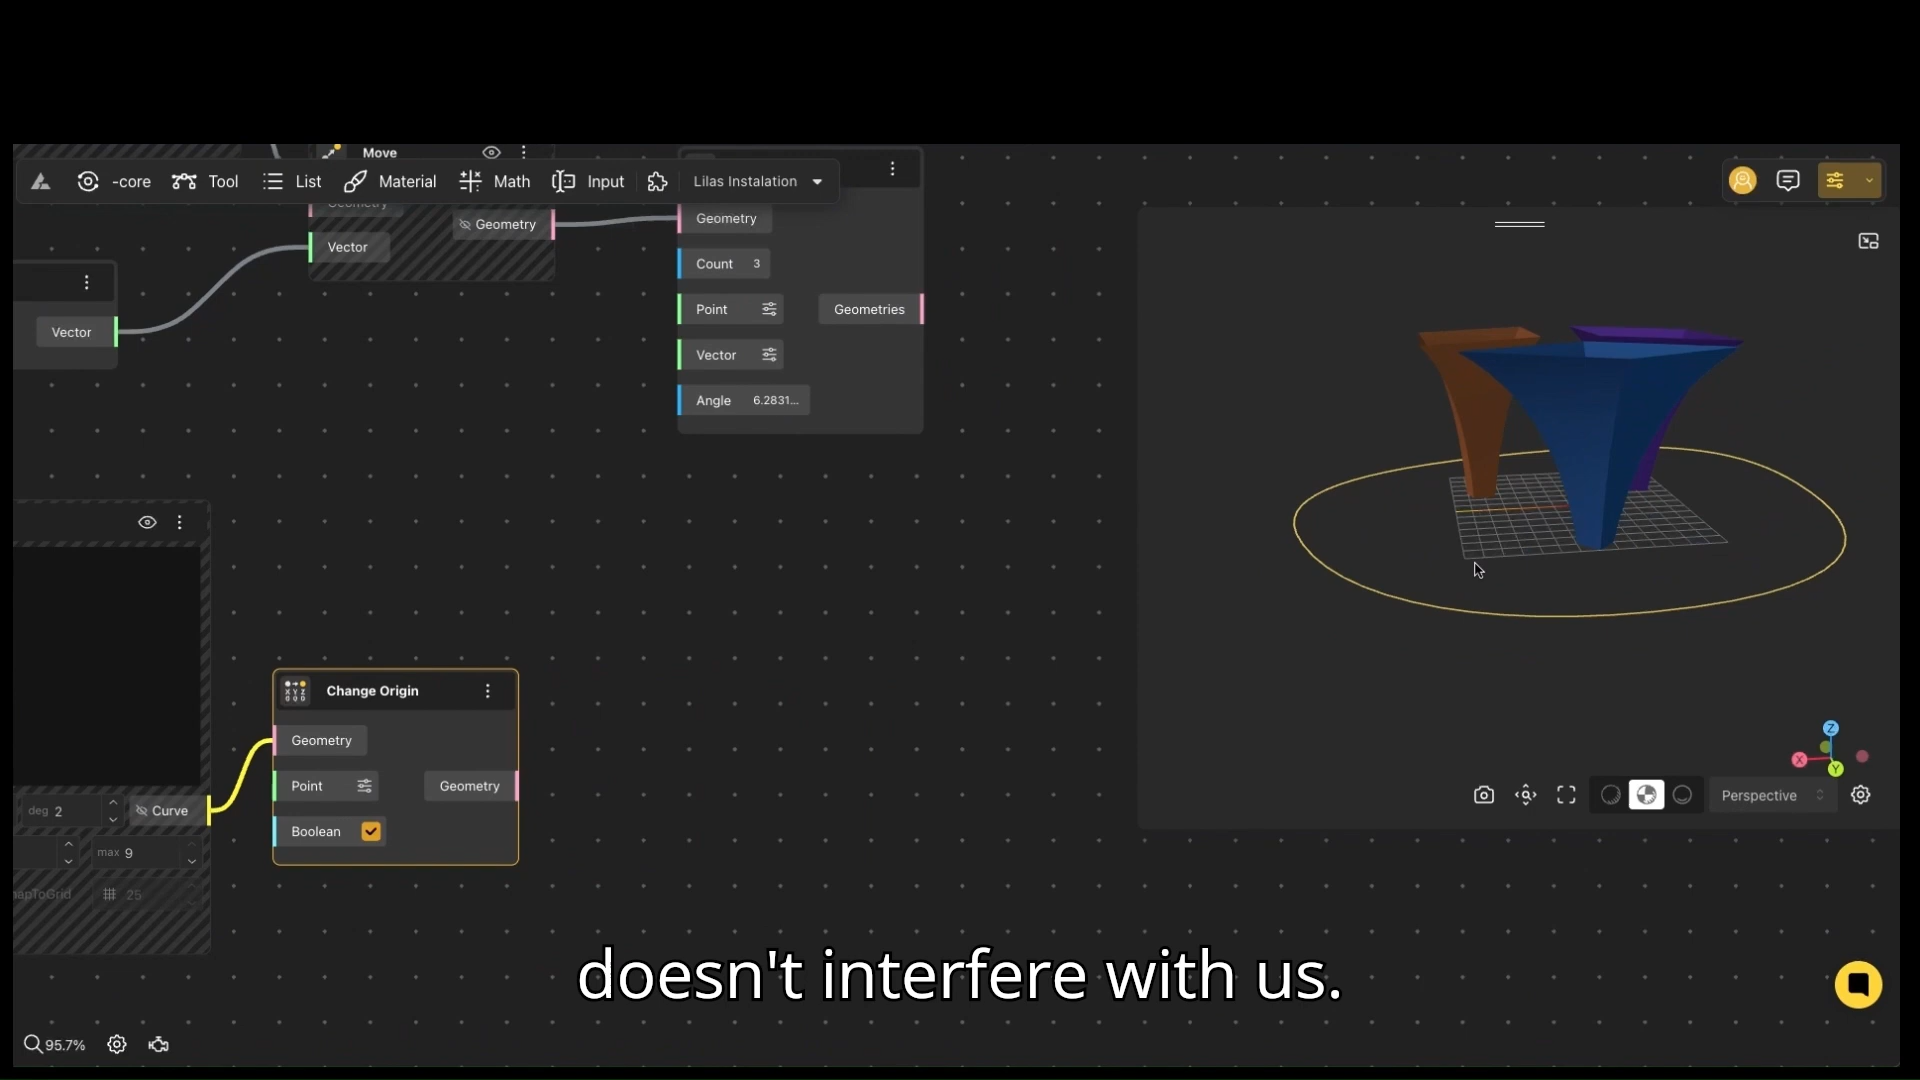 Move
-core
Tool
List
Material
Math
Input
Lilas Instalation
Geometry
Geometry
Vector
Geometry
Count 3
Point
Geometries
Vector
Angle 6.2831...
Vector
Change Origin
Geometry
Point
Geometry
Boolean
deg 2
Curve
max 9
apToGrid
25
Z
X
Y
Perspective
doesn't interfere with us.
95.7%